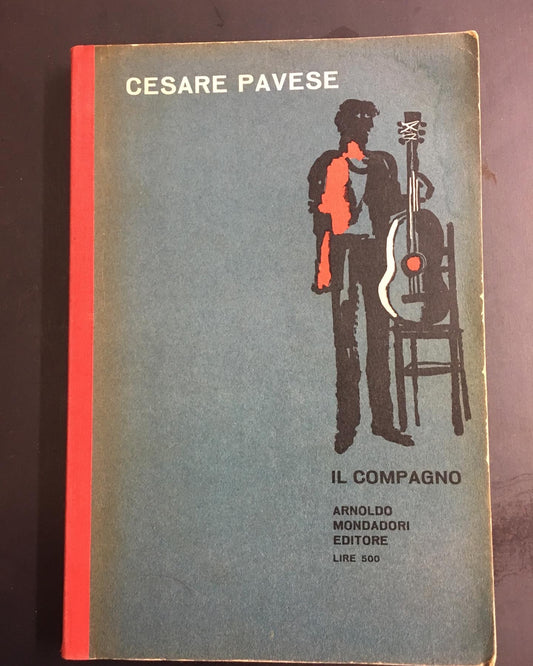 CESARE PAVESE
IL COMPAGNO
ARNOLDO
MONDADORI
EDITORE
LIRE 500